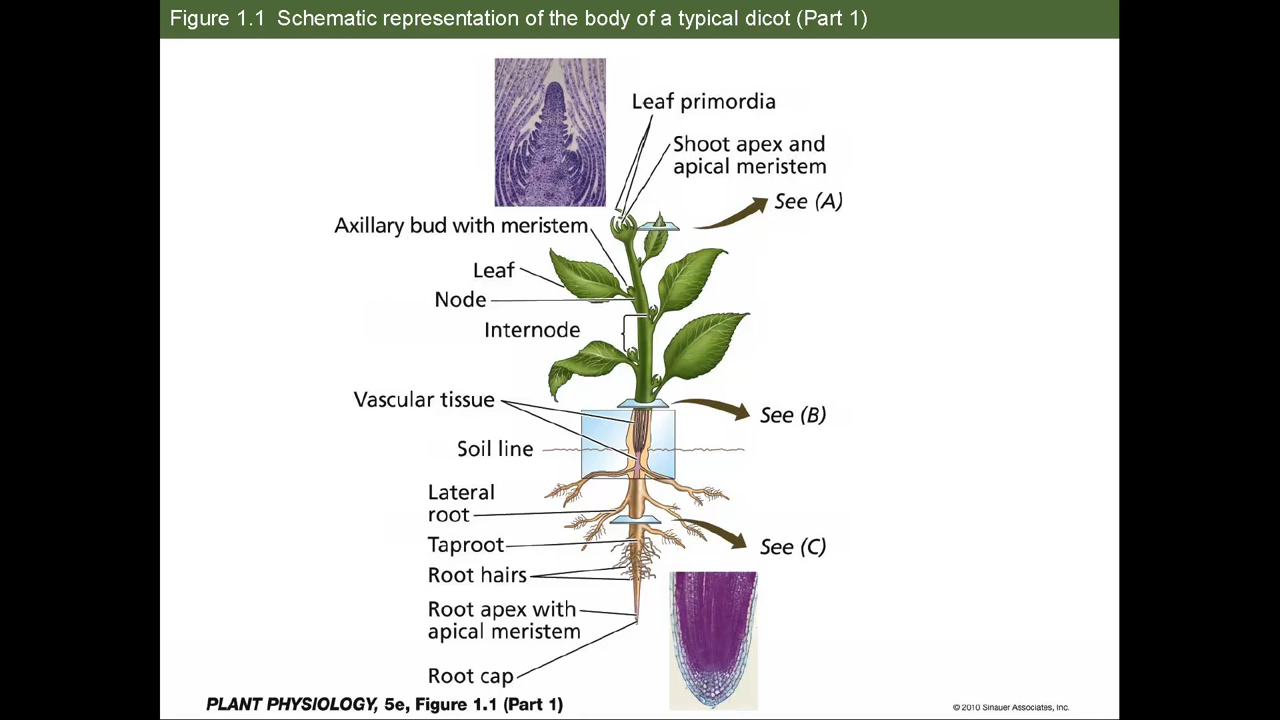 Figure 1.1 Schematic representation of the body of a typical dicot (Part 1)
Leaf primordia
Shoot apex and
apical meristem
See (A)
Axillary bud with meristem
Leaf
Node
Internode
Vascular tissue
See (B)
Soil line
Lateral
root
Taproot
See (C)
Root hairs
Root apex with
apical meristem
Root cap
PLANT PHYSIOLOGY, 5e, Figure 1.1 (Part 1)
© 2010 Sinauer Associates, Inc.